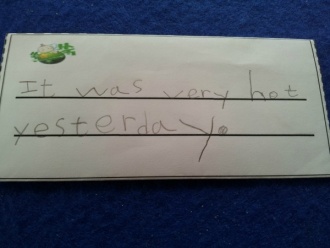 It was very hot
yesterday.